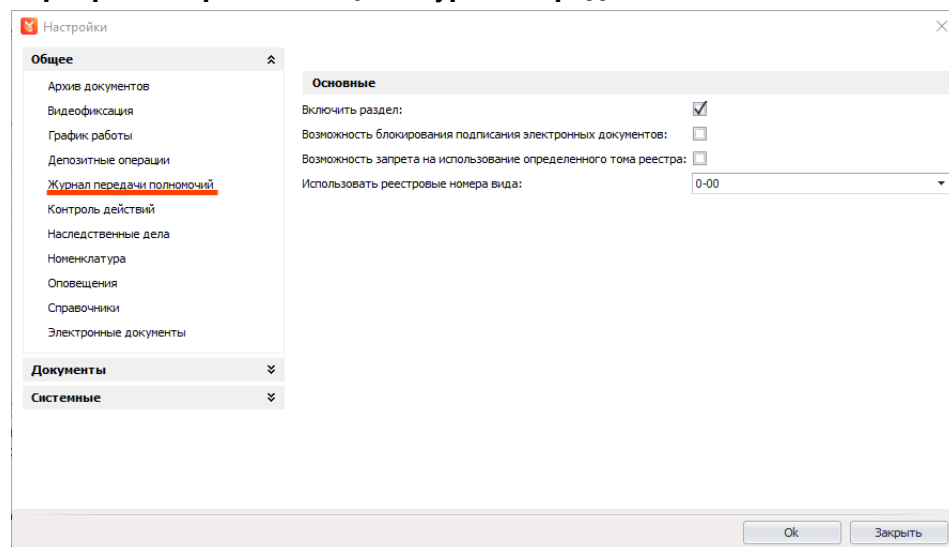 Настройки
Общее
Архив документов
Видеофиксация
График работы
Депозитные операции
Журнал передачи полномочий
Контроль действий
Наследственные дела
Номенклатура
Оповещения
Справочники
Электронные документы
Документы
Системные
Основные
Включить раздел:
Возможность блокирования подписания электронных документов:
Возможность запрета на использование определенного тома реестра:
Использовать реестровые номера вида: 0-00
Ok Закрыть